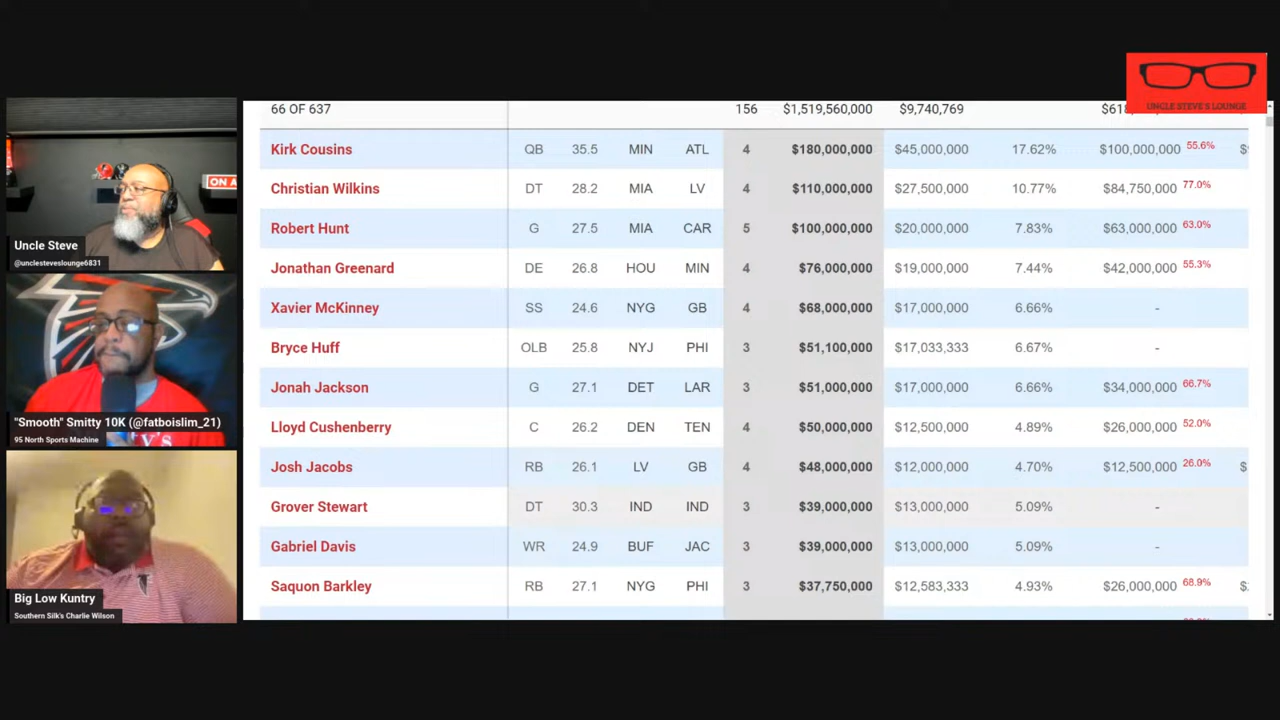 UNCLE STEVE'S LOUNGE
66 OF 637 156 $1,519,560,000 $9,740,769
Kirk Cousins QB 35.5 MIN ATL 4 $180,000,000 $45,000,000 17.62% $100,000,000 55.6%
Christian Wilkins DT 28.2 MIA LV 4 $110,000,000 $27,500,000 10.77% $84,750,000 77.0%
Robert Hunt G 27.5 MIA CAR 5 $100,000,000 $20,000,000 7.83% $63,000,000 63.0%
Jonathan Greenard DE 26.8 HOU MIN 4 $76,000,000 $19,000,000 7.44% $42,000,000 55.3%
Xavier McKinney SS 24.6 NYG GB 4 $68,000,000 $17,000,000 6.66% -
Bryce Huff OLB 25.8 NYJ PHI 3 $51,100,000 $17,033,333 6.67% -
Jonah Jackson G 27.1 DET LAR 3 $51,000,000 $17,000,000 6.66% $34,000,000 66.7%
Lloyd Cushenberry C 26.2 DEN TEN 4 $50,000,000 $12,500,000 4.89% $26,000,000 52.0%
Josh Jacobs RB 26.1 LV GB 4 $48,000,000 $12,000,000 4.70% $12,500,000 26.0% $
Grover Stewart DT 30.3 IND IND 3 $39,000,000 $13,000,000 5.09% -
Gabriel Davis WR 24.9 BUF JAC 3 $39,000,000 $13,000,000 5.09% -
Saquon Barkley RB 27.1 NYG PHI 3 $37,750,000 $12,583,333 4.93% $26,000,000 68.9%
ON A
Uncle Steve
@unclesteveslounge6831
"Smooth" Smitty 10K (@fatboislim_21)
95 North Sports Machine
Big Low Kuntry
Southern Silk's Charlie Wilson